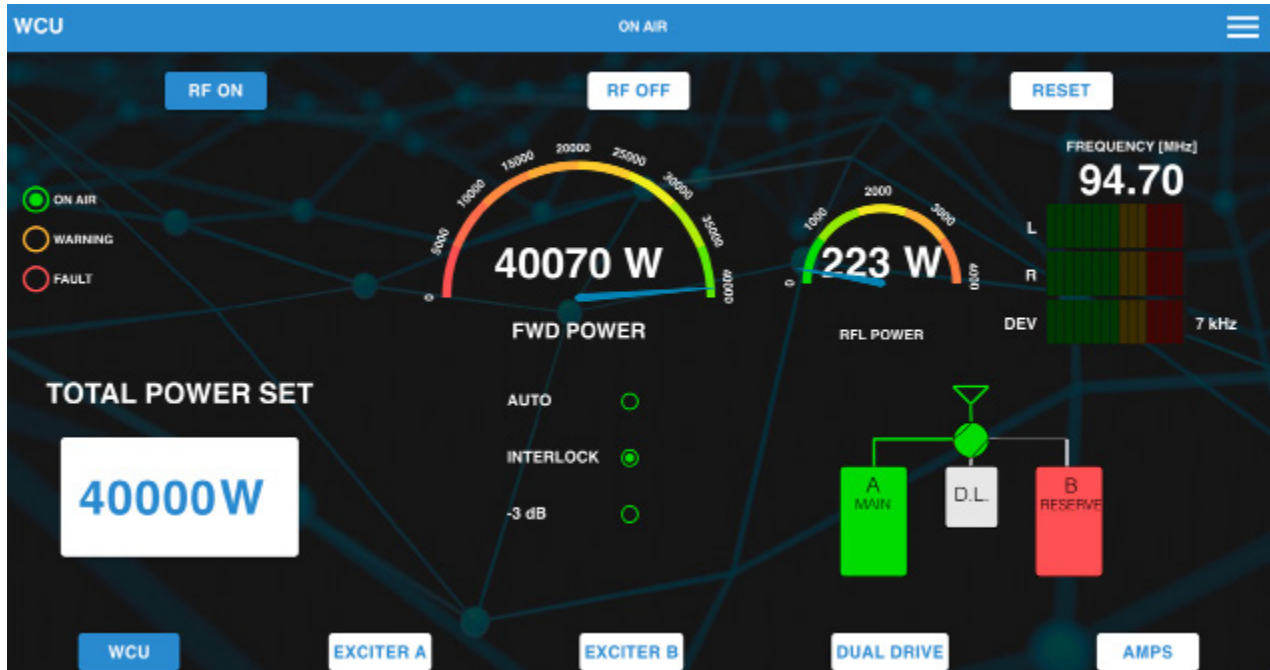 WCU
ON AIR
RF ON
RF OFF
RESET
FREQUENCY [MHz]
94.70
ON AIR
WARNING
FAULT
0
5000
10000
15000
20000
25000
30000
35000
40000
40070 W
FWD POWER
0
1000
2000
3000
4000
223 W
RFL POWER
L
R
DEV
7 kHz
TOTAL POWER SET
40000W
AUTO
INTERLOCK
-3 dB
A
MAIN
D.L.
B
RESERVE
WCU
EXCITER A
EXCITER B
DUAL DRIVE
AMPS